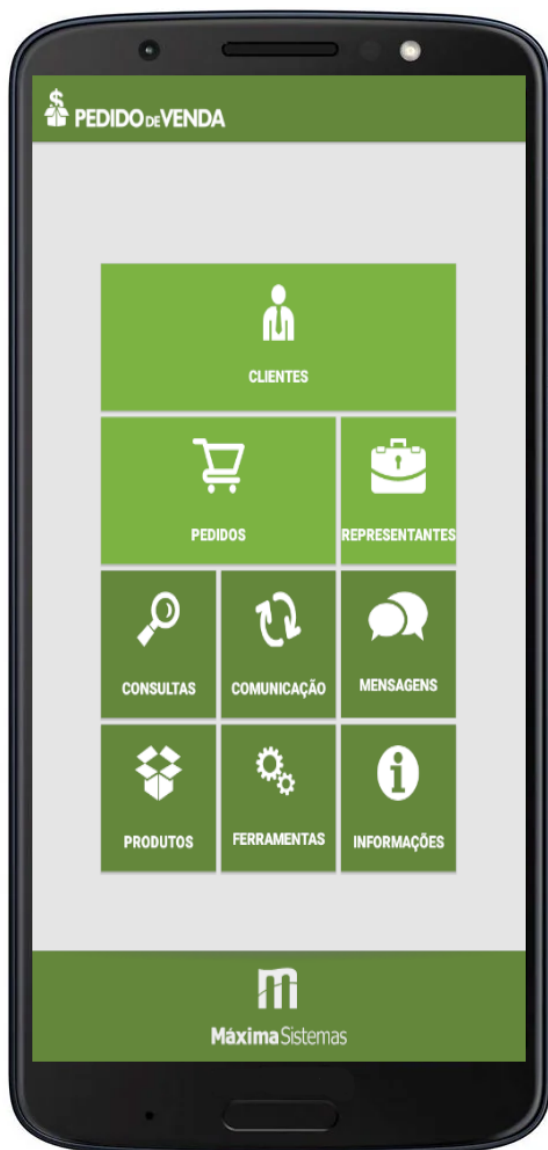 PEDIDO DE VENDA
CLIENTES
PEDIDOS
REPRESENTANTES
CONSULTAS
COMUNICAÇÃO
MENSAGENS
PRODUTOS
FERRAMENTAS
INFORMAÇÕES
Máxima Sistemas